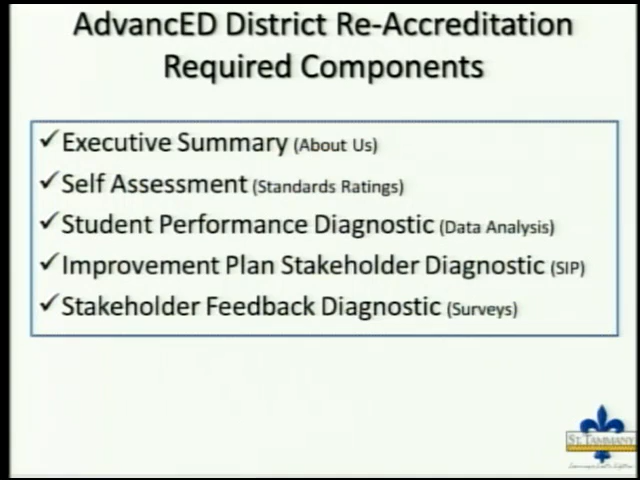 AdvancED District Re-Accreditation
Required Components
✓Executive Summary (About Us)
✓Self Assessment (Standards Ratings)
✓Student Performance Diagnostic (Data Analysis)
✓Improvement Plan Stakeholder Diagnostic (SIP)
✓Stakeholder Feedback Diagnostic (Surveys)
ST. TAMMANY